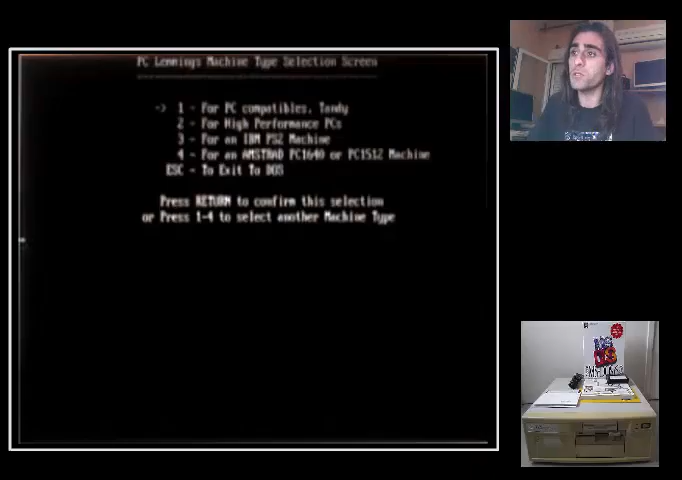 PC Lemmings Machine Type Selection Screen
-> 1 - For PC compatibles, Tandy
2 - For High Performance PCs
3 - For an IBM PS2 Machine
4 - For an AMSTRAD PC1640 or PC1512 Machine
ESC - To Exit To DOS
Press RETURN to confirm this selection
or Press 1-4 to select another Machine Type